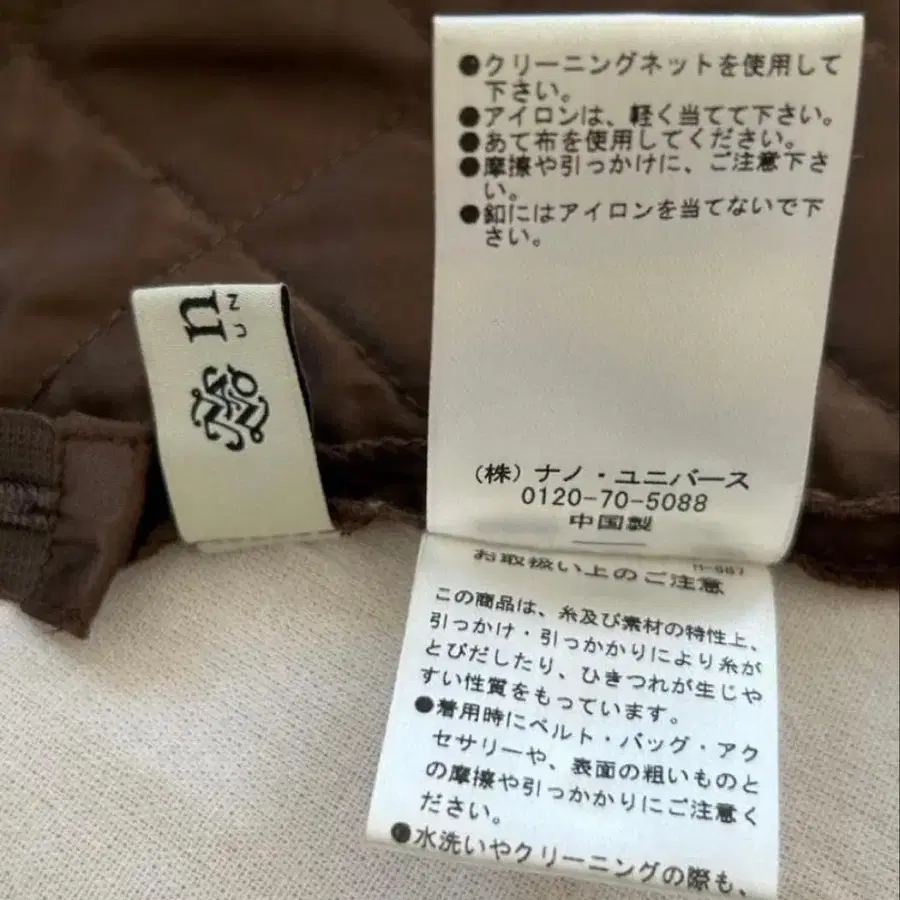 ●クリーニングネットを使用して
下さい。
●アイロンは、軽く当てて下さい。
●あて布を使用してください。
●摩擦や引っかけに、ご注意下さ
い。
●釦にはアイロンを当てないで下
さい。
n
UN
(株)ナノ・ユニバース
0120-70-5088
中国製
お取扱い上のご注意
この商品は、糸及び素材の特性上、
引っかけ・引っかかりにより糸が
とびだしたり、ひきつれが生じや
すい性質をもっています。
●着用時にベルト・バッグ・アク
セサリーや、表面の粗いものと
の摩擦や引っかかりにご注意く
ださい。
●水洗いやクリーニングの際も、